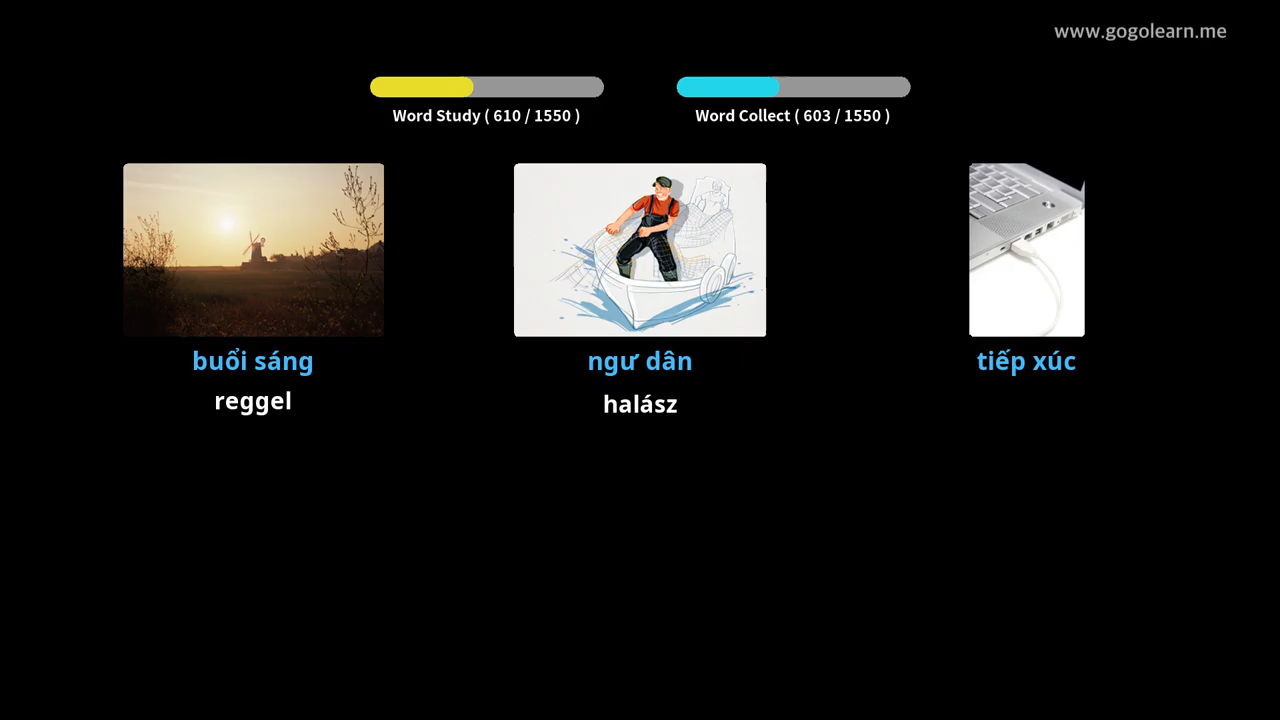 www.gogolearn.me
Word Study ( 610 / 1550 )
Word Collect ( 603 / 1550 )
buổi sáng
ngư dân
tiếp xúc
reggel
halász